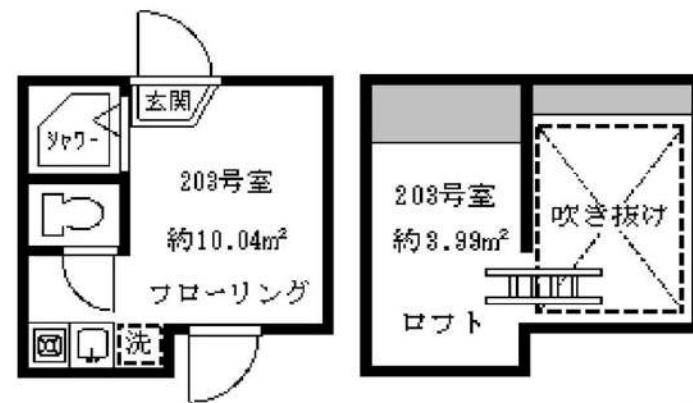 玄関
シャワー
203号室
約10.04m²
フローリング
洗
203号室
約3.99m²
ロフト
吹き抜け